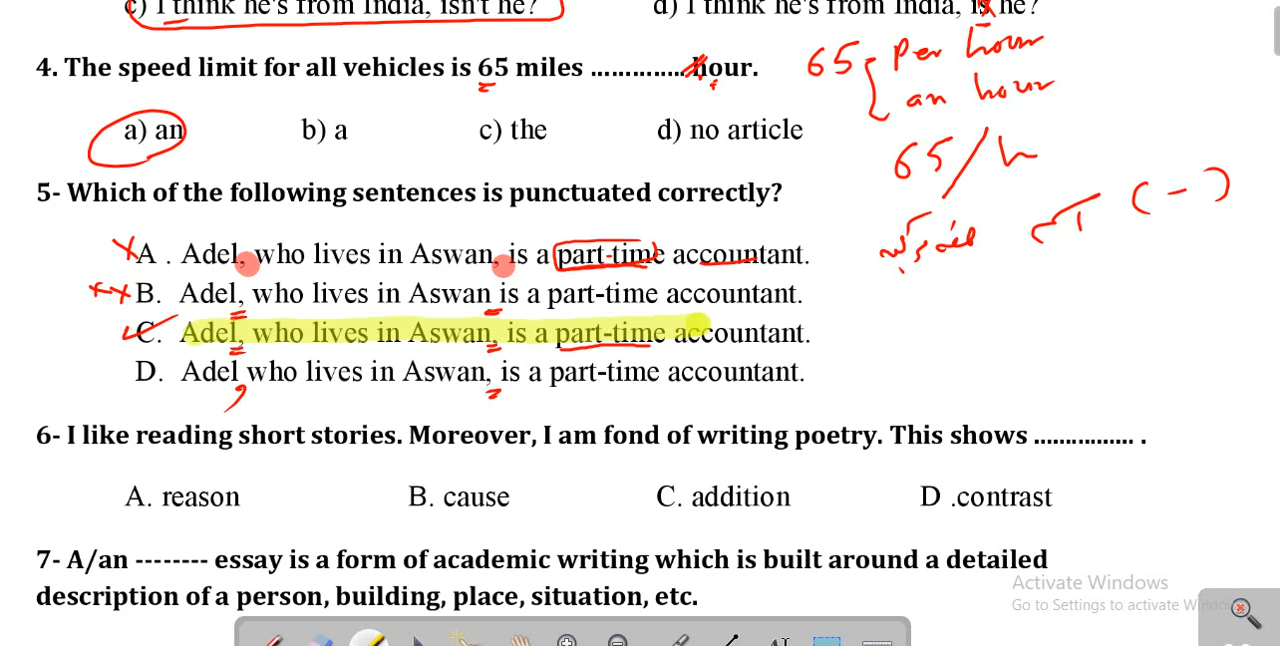 c) I think he's from India, isn't he? d) I think he's from India, is he?
4. The speed limit for all vehicles is 65 miles ............... hour.
65 { per hour
an hour
a) an b) a c) the d) no article
65/h
5- Which of the following sentences is punctuated correctly?
(-)
A . Adel, who lives in Aswan, is a part-time accountant.
B. Adel, who lives in Aswan is a part-time accountant.
C. Adel, who lives in Aswan, is a part-time accountant.
D. Adel who lives in Aswan, is a part-time accountant.
6- I like reading short stories. Moreover, I am fond of writing poetry. This shows ................ .
A. reason B. cause C. addition D .contrast
7- A/an -------- essay is a form of academic writing which is built around a detailed
description of a person, building, place, situation, etc.
Activate Windows
Go to Settings to activate Windows